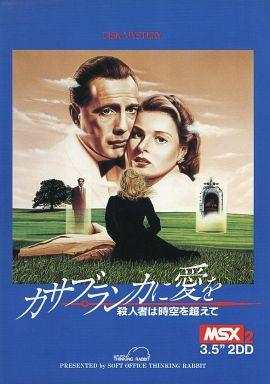 DISK MYSTERY
カサブランカに愛を
殺人者は時空を超えて
MSX2
3.5" 2DD
THINKING RABBIT
PRESENTED by SOFT OFFICE THINKING RABBIT